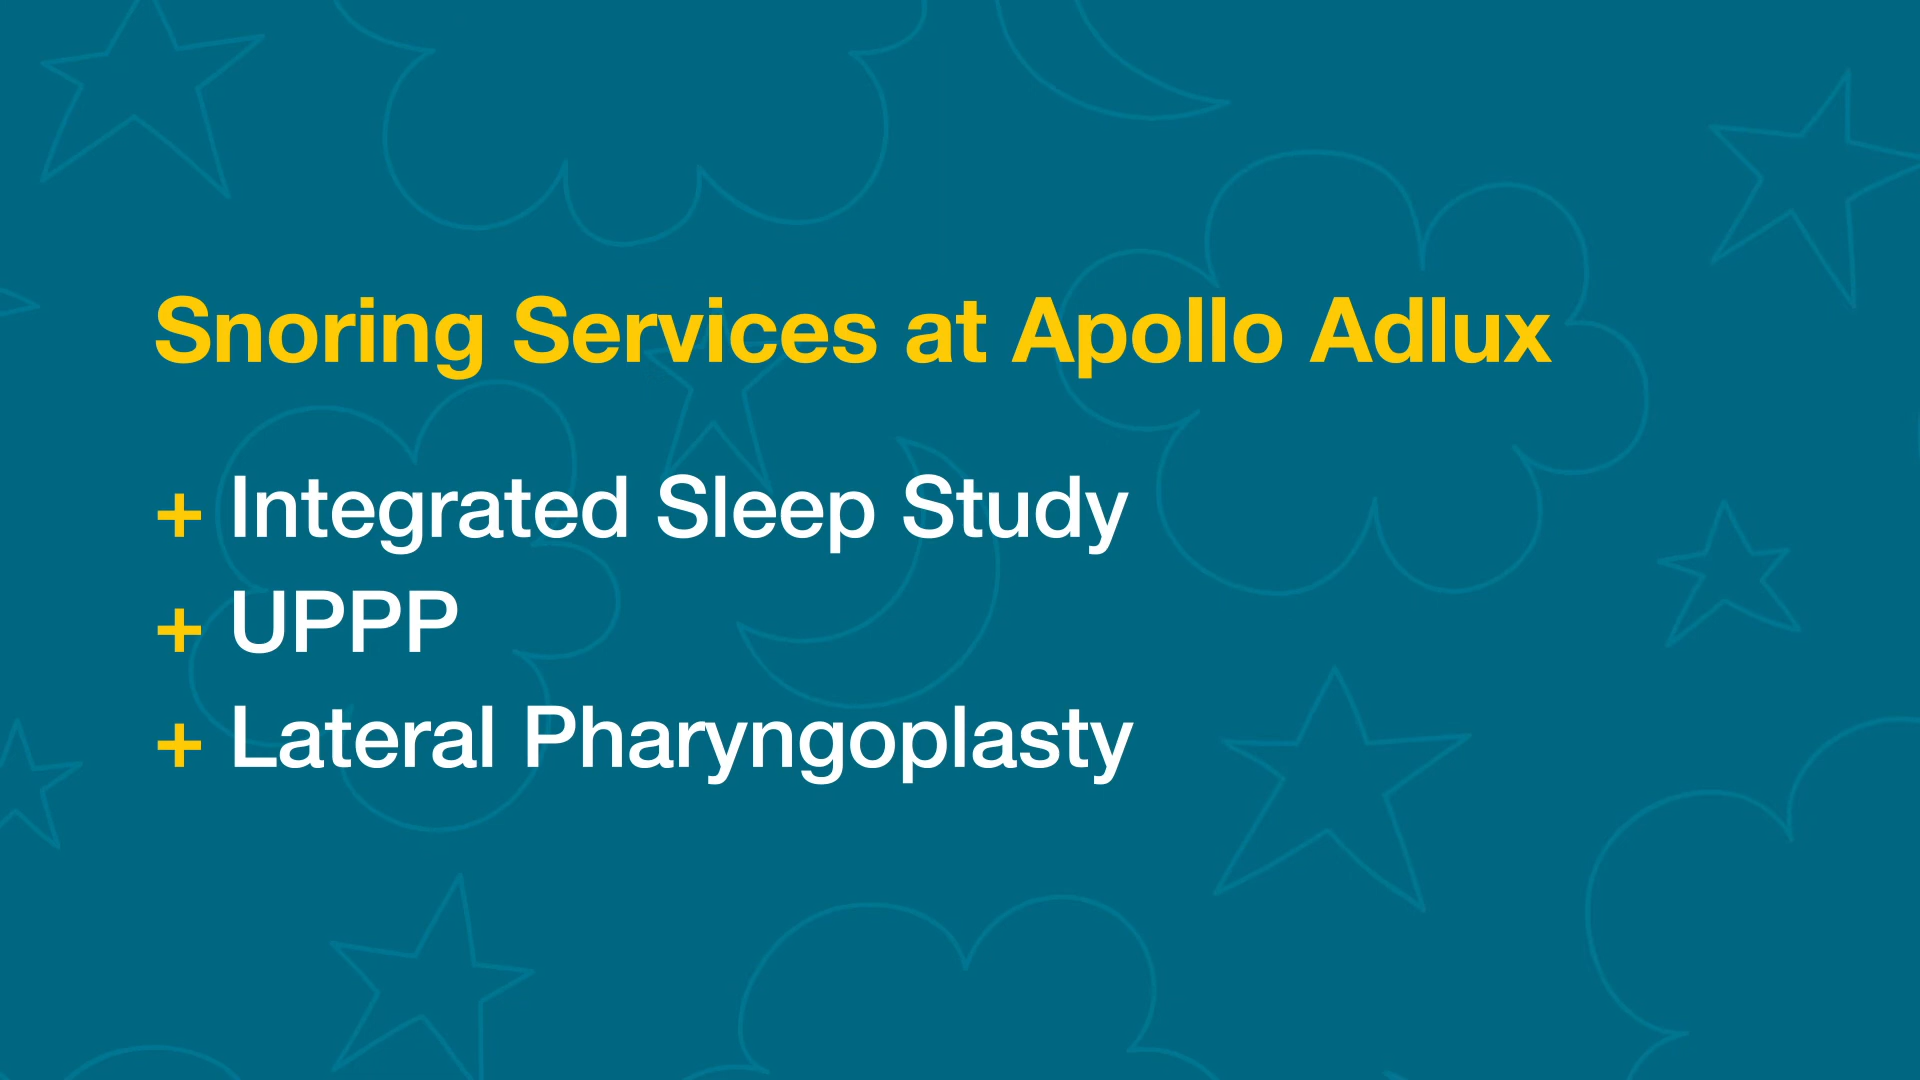 Snoring Services at Apollo Adlux
+ Integrated Sleep Study
+ UPPP
+ Lateral Pharyngoplasty